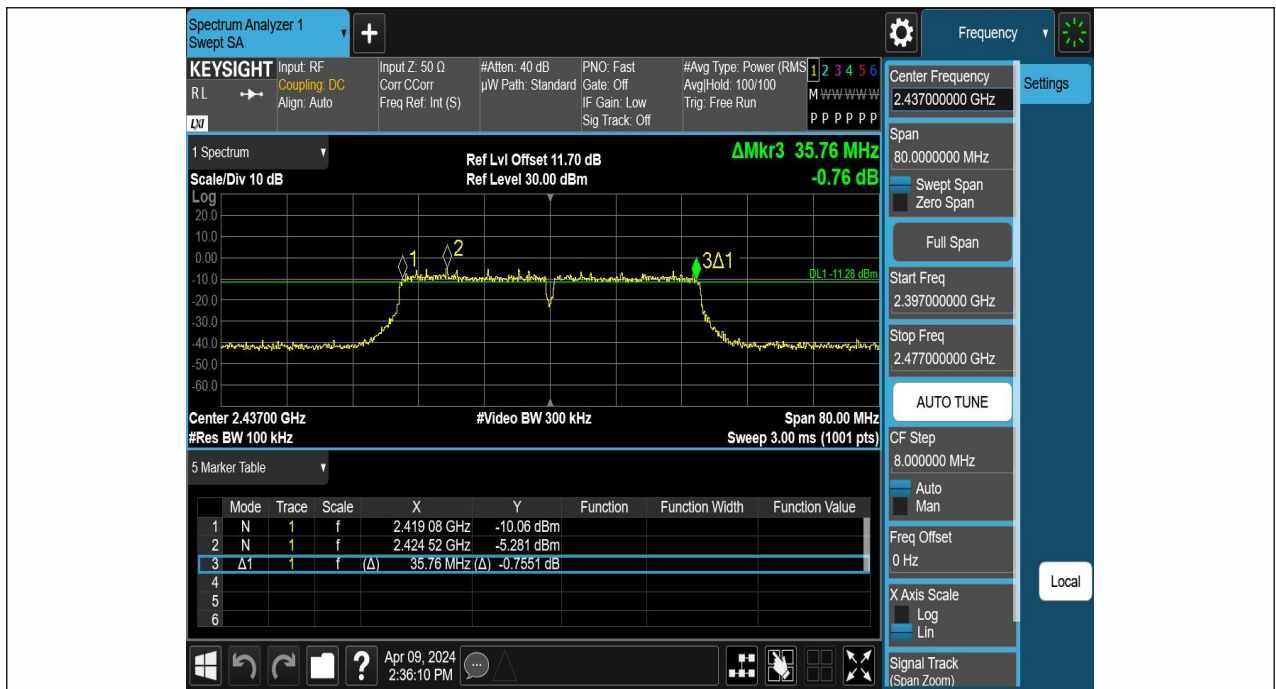 Spectrum Analyzer 1
Swept SA
+
Frequency
KEYSIGHT
RL
LXI
Input: RF
Coupling: DC
Align: Auto
Input Z: 50 Ω
Corr CCorr
Freq Ref: Int (S)
#Atten: 40 dB
µW Path: Standard
PNO: Fast
Gate: Off
IF Gain: Low
Sig Track: Off
#Avg Type: Power (RMS
Avg|Hold: 100/100
Trig: Free Run
1 2 3 4 5 6
M W W W W W
P P P P P P
1 Spectrum
Scale/Div 10 dB
Ref Lvl Offset 11.70 dB
Ref Level 30.00 dBm
ΔMkr3 35.76 MHz
-0.76 dB
Log
20.0
10.0
0.00
-10.0
-20.0
-30.0
-40.0
-50.0
-60.0
1
2
3Δ1
DL1 -11.28 dBm
Center 2.43700 GHz
#Video BW 300 kHz
Span 80.00 MHz
#Res BW 100 kHz
Sweep 3.00 ms (1001 pts)
5 Marker Table
Mode Trace Scale X Y Function Function Width Function Value
1 N 1 f 2.419 08 GHz -10.06 dBm
2 N 1 f 2.424 52 GHz -5.281 dBm
3 Δ1 1 f (Δ) 35.76 MHz (Δ) -0.7551 dB
4
5
6
?
Apr 09, 2024
2:36:10 PM
Center Frequency
2.437000000 GHz
Settings
Span
80.0000000 MHz
Swept Span
Zero Span
Full Span
Start Freq
2.397000000 GHz
Stop Freq
2.477000000 GHz
AUTO TUNE
CF Step
8.000000 MHz
Auto
Man
Freq Offset
0 Hz
Local
X Axis Scale
Log
Lin
Signal Track
(Span Zoom)